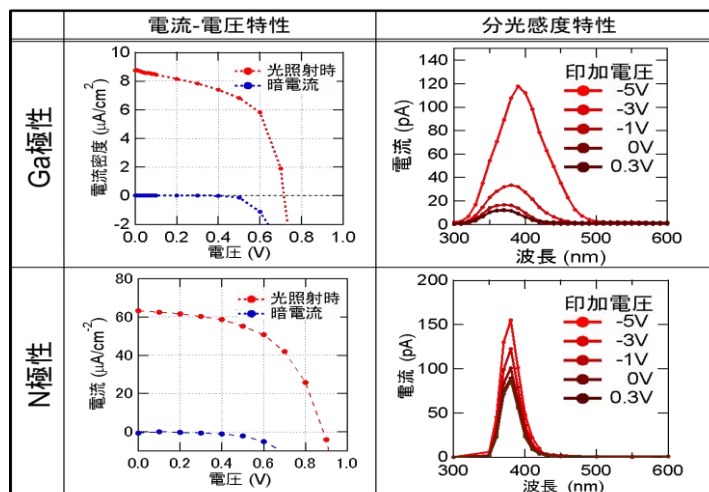 電流-電圧特性
分光感度特性
Ga極性
10
8
6
4
2
0
-2
電流密度 (μA/cm²)
光照射時
暗電流
0.0 0.2 0.4 0.6 0.8 1.0
電圧 (V)
140
120
100
80
60
40
20
0
電流 (pA)
印加電圧
-5V
-3V
-1V
0V
0.3V
300 400 500 600
波長 (nm)
N極性
80
60
40
20
-0
電流 (μA/cm⁻²)
光照射時
暗電流
0.0 0.2 0.4 0.6 0.8 1.0
電圧 (V)
200
150
100
50
0
電流 (pA)
印加電圧
-5V
-3V
-1V
0V
0.3V
300 400 500 600
波長 (nm)